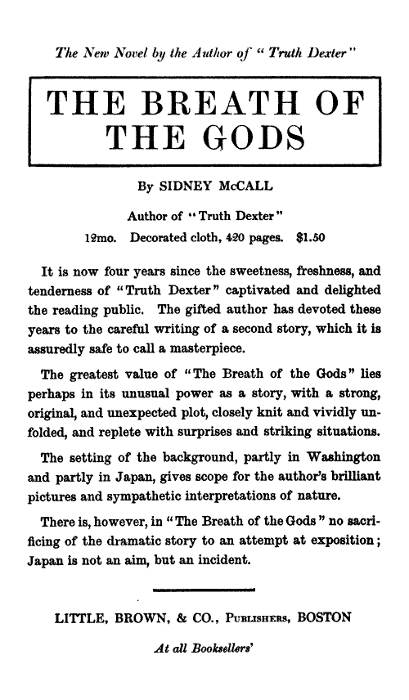 The New Novel by the Author of " Truth Dexter "
THE BREATH OF
THE GODS
By SIDNEY McCALL
Author of " Truth Dexter "
12mo. Decorated cloth, 420 pages. $1.50
It is now four years since the sweetness, freshness, and
tenderness of "Truth Dexter" captivated and delighted
the reading public. The gifted author has devoted these
years to the careful writing of a second story, which it is
assuredly safe to call a masterpiece.
The greatest value of "The Breath of the Gods" lies
perhaps in its unusual power as a story, with a strong,
original, and unexpected plot, closely knit and vividly un-
folded, and replete with surprises and striking situations.
The setting of the background, partly in Washington
and partly in Japan, gives scope for the author's brilliant
pictures and sympathetic interpretations of nature.
There is, however, in "The Breath of the Gods" no sacri-
ficing of the dramatic story to an attempt at exposition;
Japan is not an aim, but an incident.
LITTLE, BROWN, & CO., PUBLISHERS, BOSTON
At all Booksellers'